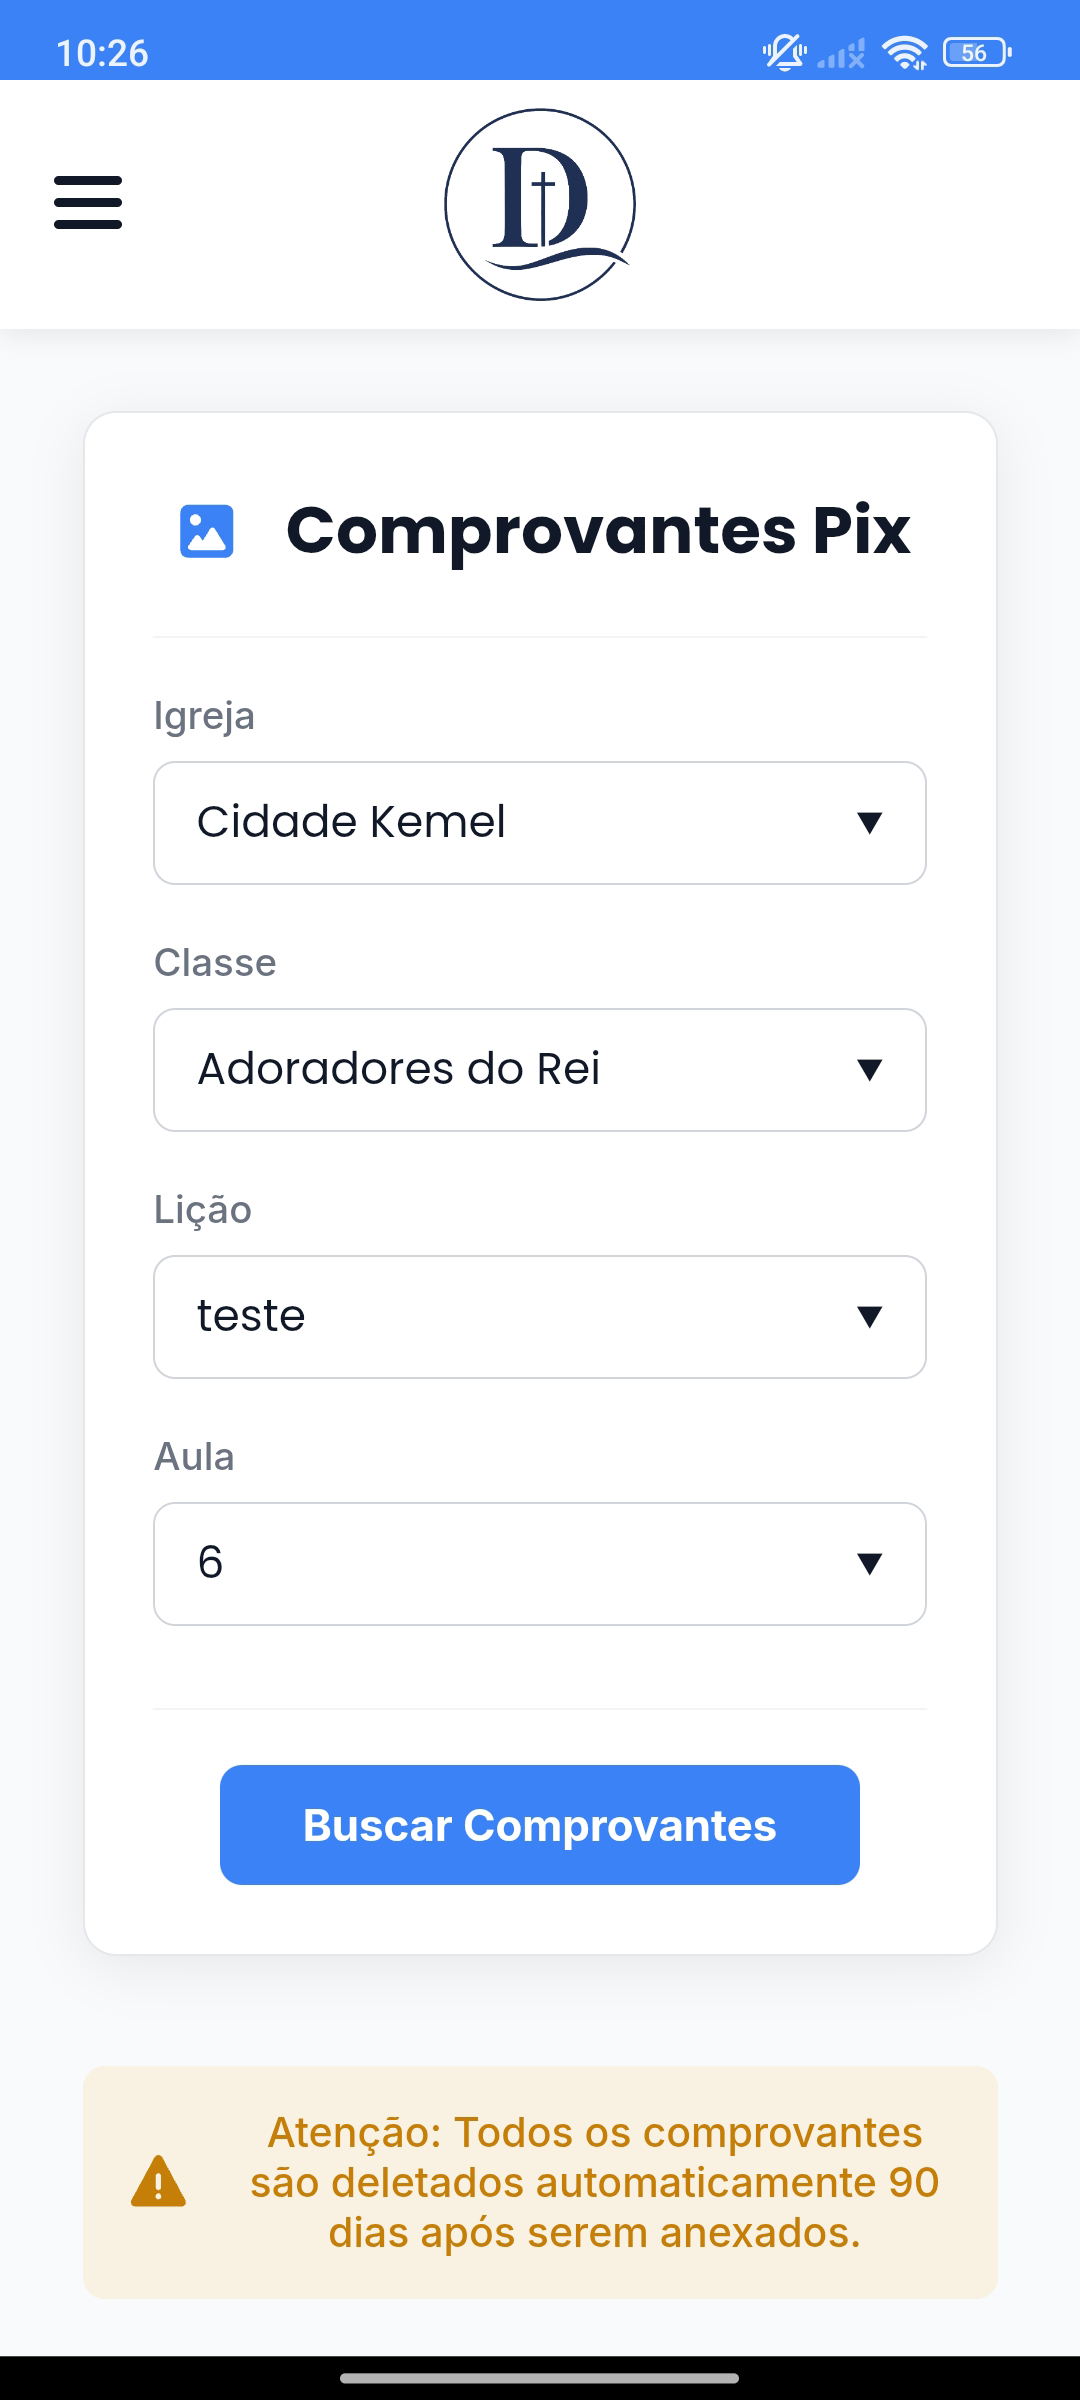 10:26
56
D
Comprovantes Pix
Igreja
Cidade Kemel
Classe
Adoradores do Rei
Lição
teste
Aula
6
Buscar Comprovantes
Atenção: Todos os comprovantes
são deletados automaticamente 90
dias após serem anexados.